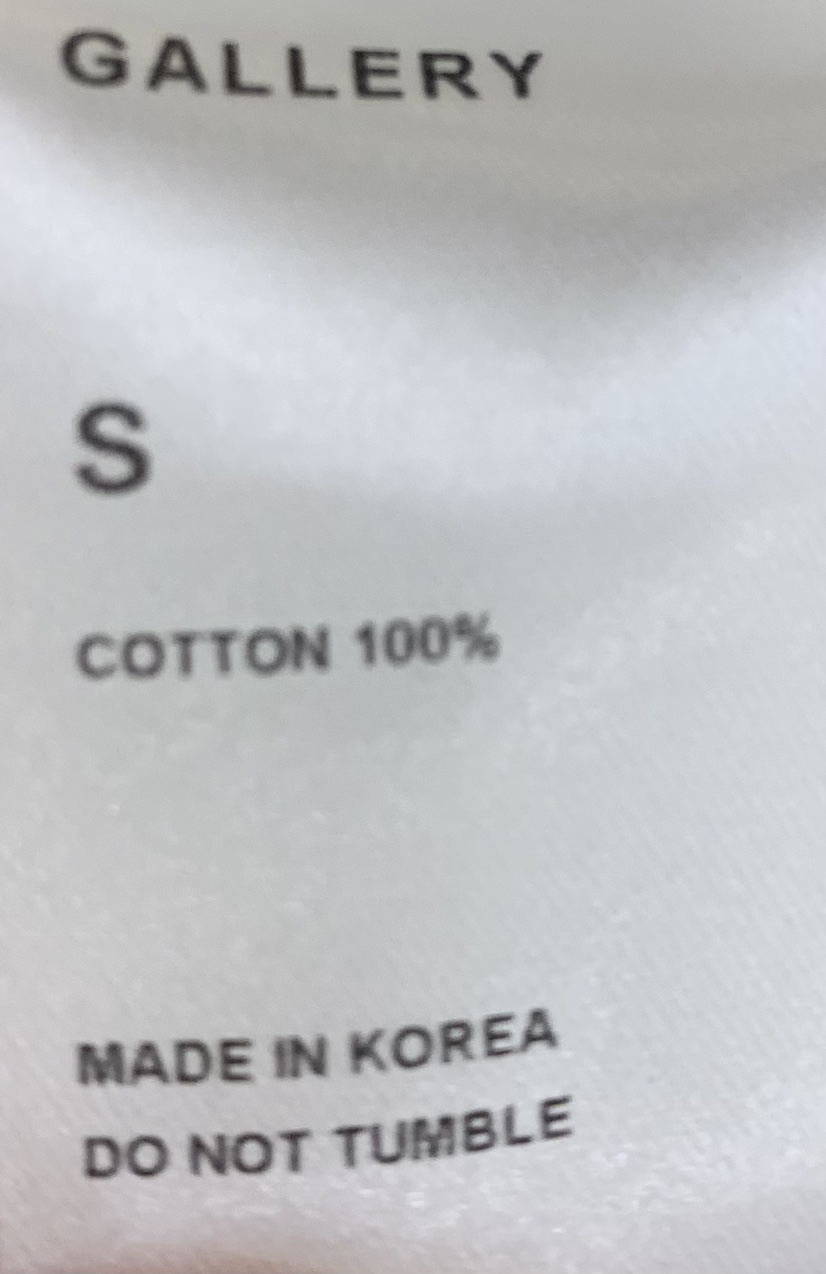 GALLERY
S
COTTON 100%
MADE IN KOREA
DO NOT TUMBLE